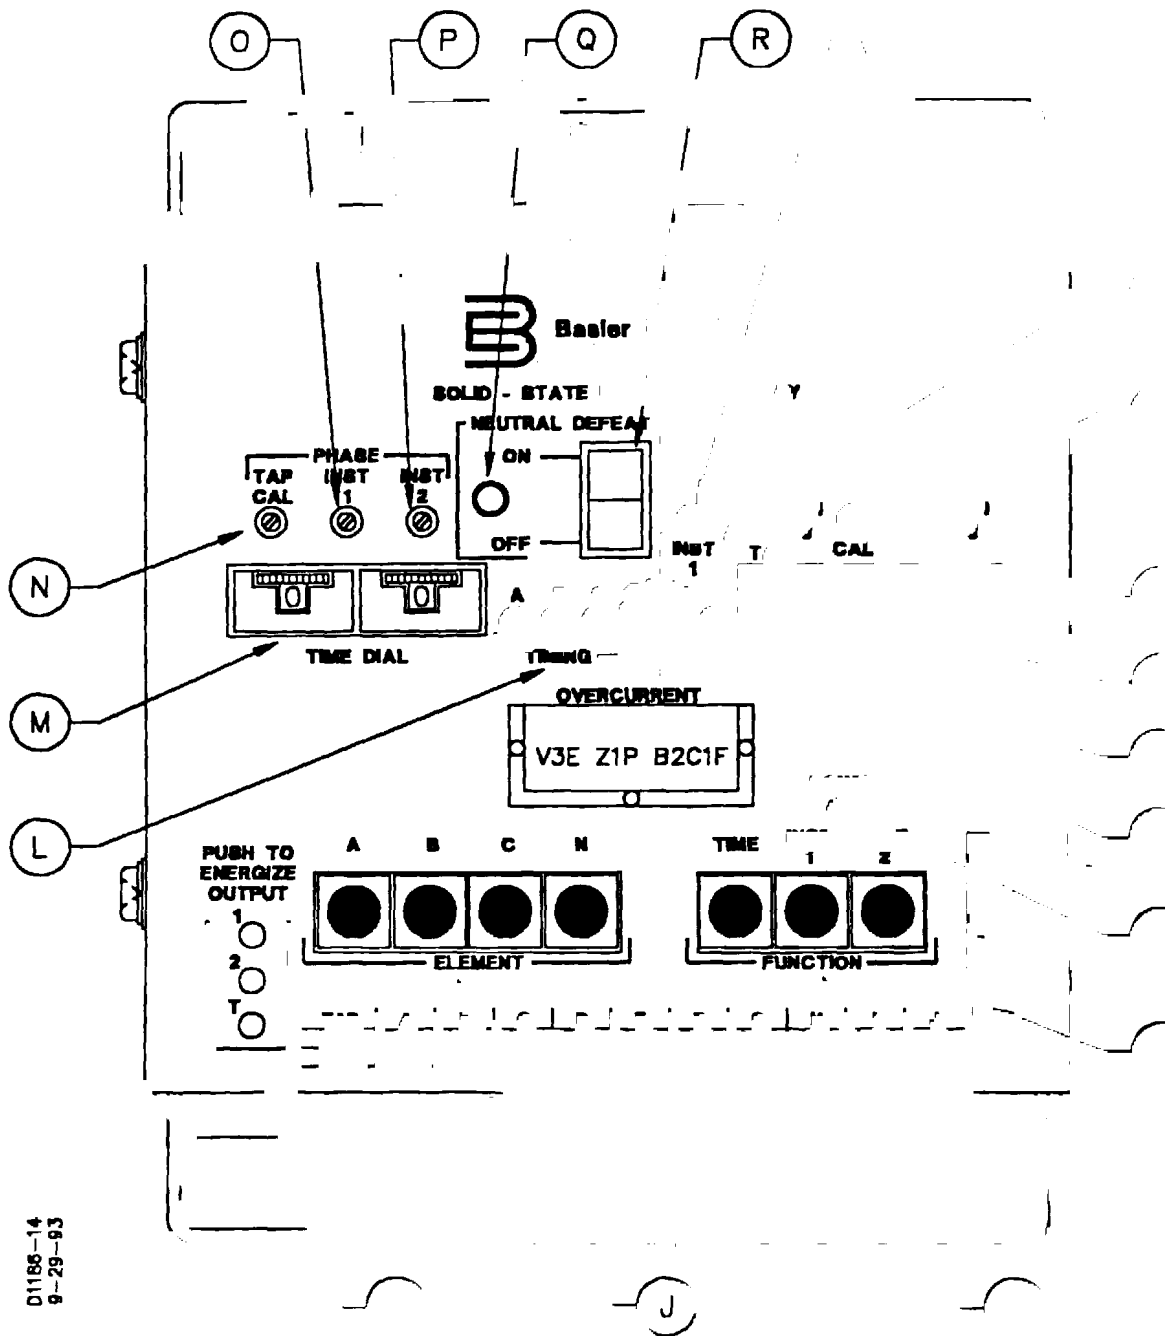 O P Q R
Basler
SOLID - STATE
Y
NEUTRAL DEFEAT
PHASE
ON
TAP CAL
INST 1
INST 2
OFF
INST 1
T
CAL
N
A
TIME DIAL
TIMING
M
OVERCURRENT
V3E Z1P B2C1F
L
PUSH TO
ENERGIZE
OUTPUT
A B C N
TIME
1 2
1
2
T
ELEMENT
FUNCTION
D1186-14
9-29-93
J